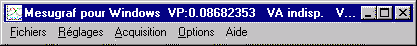 Mesugraf pour Windows VP:0.08682353 VA indisp. V...
Fichiers Réglages Acquisition Options Aide